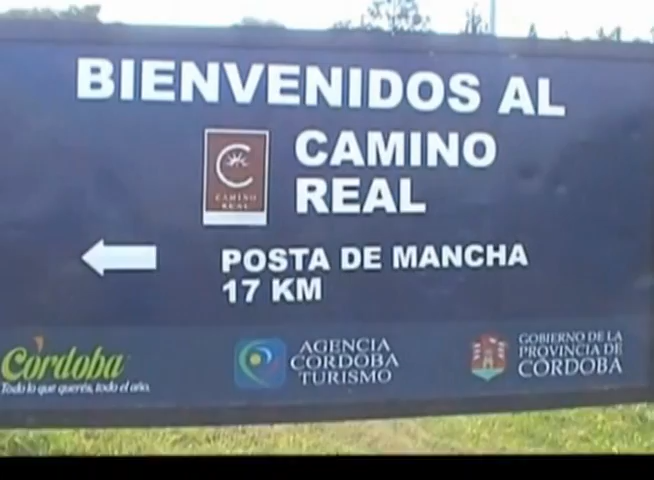 BIENVENIDOS AL
CAMINO
REAL
CAMINO
REAL
POSTA DE MANCHA
17 KM
Córdoba
Todo lo que querés, todo el año.
AGENCIA
CORDOBA
TURISMO
GOBIERNO DE LA
PROVINCIA DE
CÓRDOBA